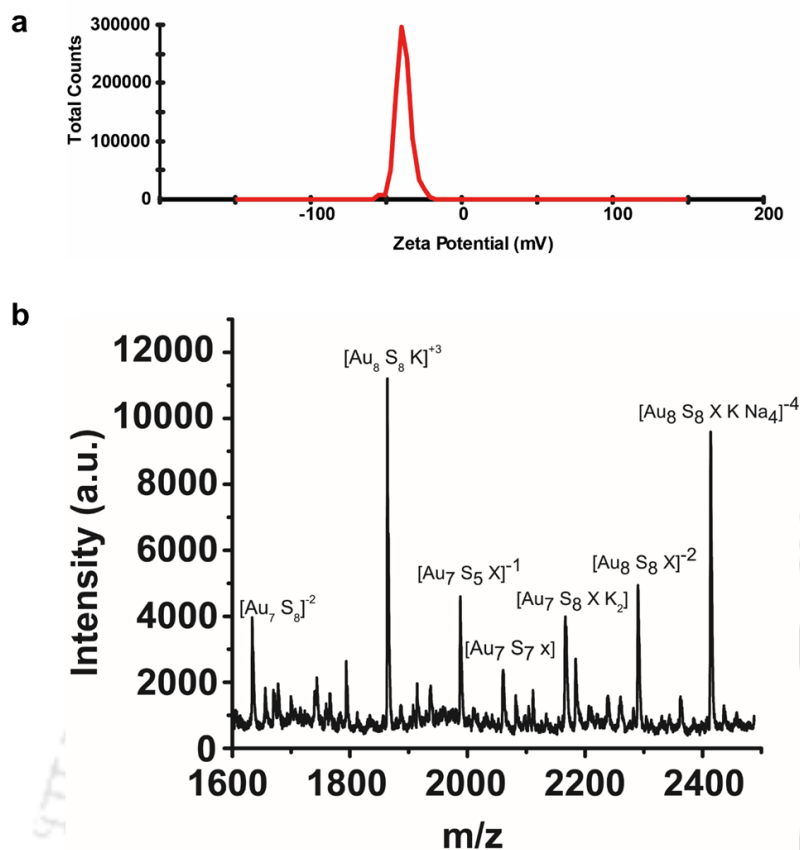 a
300000
200000
100000
0
Total Counts
-100 0 100 200
Zeta Potential (mV)
b
12000
10000
8000
6000
4000
2000
0
Intensity (a.u.)
[Au₈ S₈ K]⁺³
[Au₈ S₈ X K Na₄]⁻⁴
[Au₇ S₅ X]⁻¹
[Au₈ S₈ X]⁻²
[Au₇ S₈]⁻²
[Au₇ S₈ X K₂]
[Au₇ S₇ x]
1600 1800 2000 2200 2400
m/z